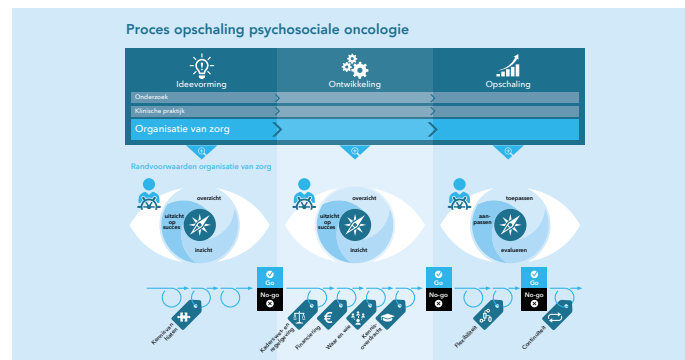 Proces opschaling psychosociale oncologie
Ideevorming
Ontwikkeling
Opschaling
Onderzoek
Klinische praktijk
Organisatie van zorg
Randvoorwaarden organisatie van zorg
overzicht
uitzicht
op
succes
inzicht
overzicht
uitzicht
op
succes
inzicht
toepassen
aan-
passen
evalueren
Go
No-go
Go
No-go
Go
No-go
Kennis van
Kaders wet- en
regelgeving
Financiering
Waar en wie
Kennis-
overdracht
Flexibiliteit
Continuïteit